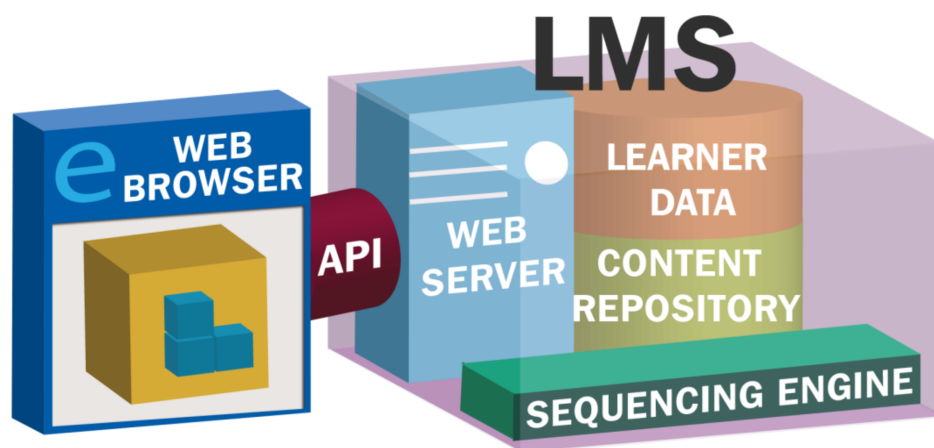 LMS
e
WEB
BROWSER
API
WEB
SERVER
LEARNER
DATA
CONTENT
REPOSITORY
SEQUENCING ENGINE